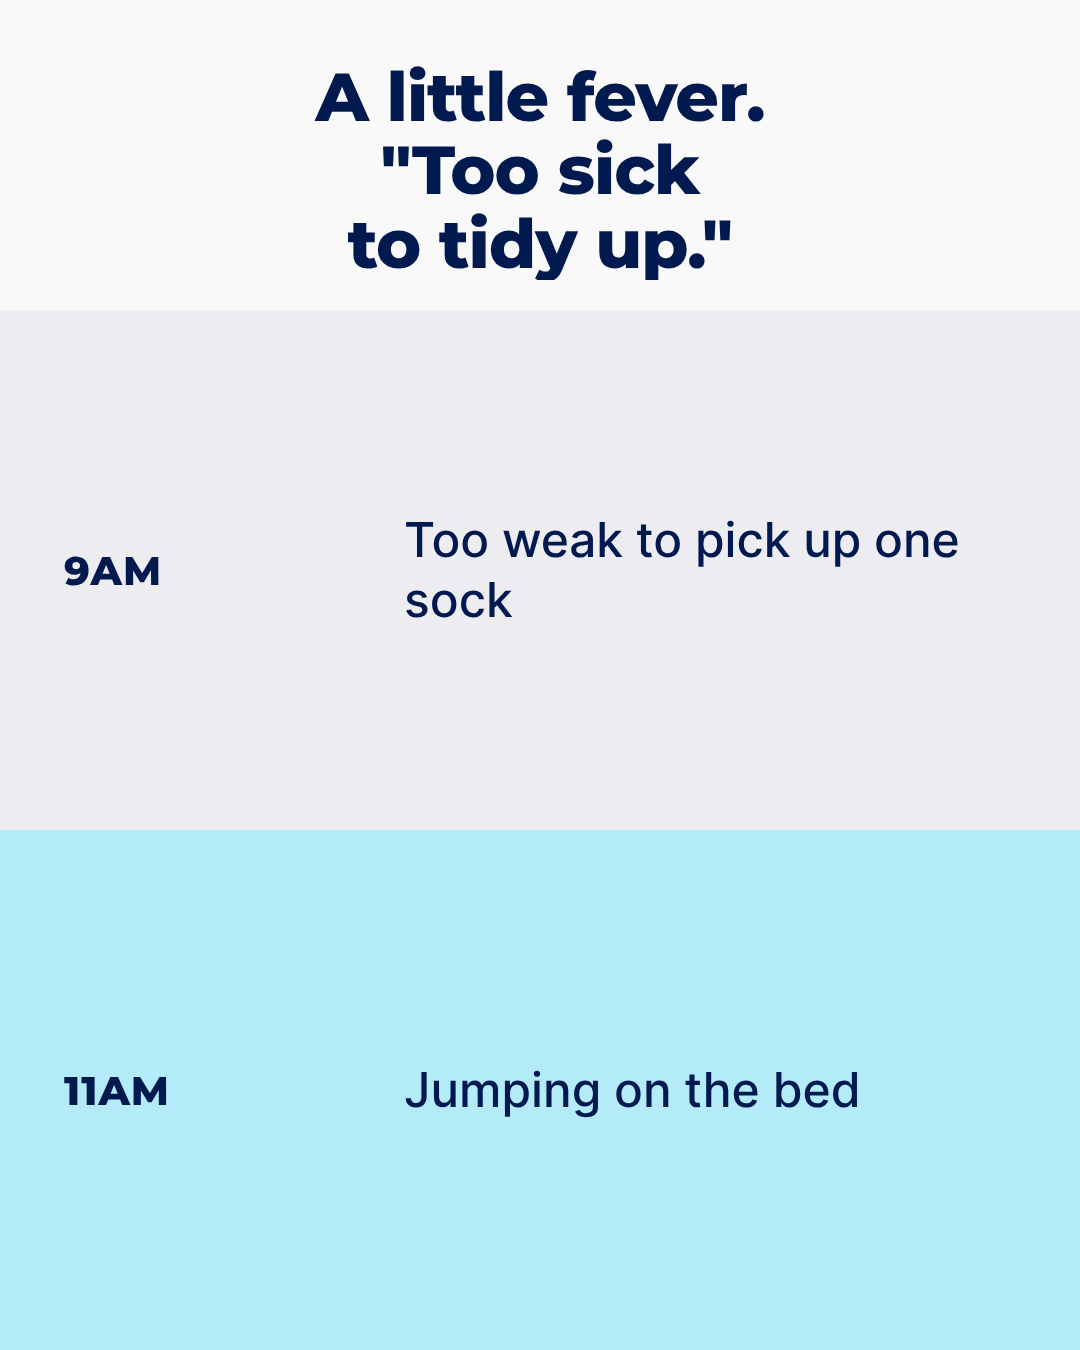 A little fever.
"Too sick
to tidy up."
9AM
Too weak to pick up one
sock
11AM
Jumping on the bed